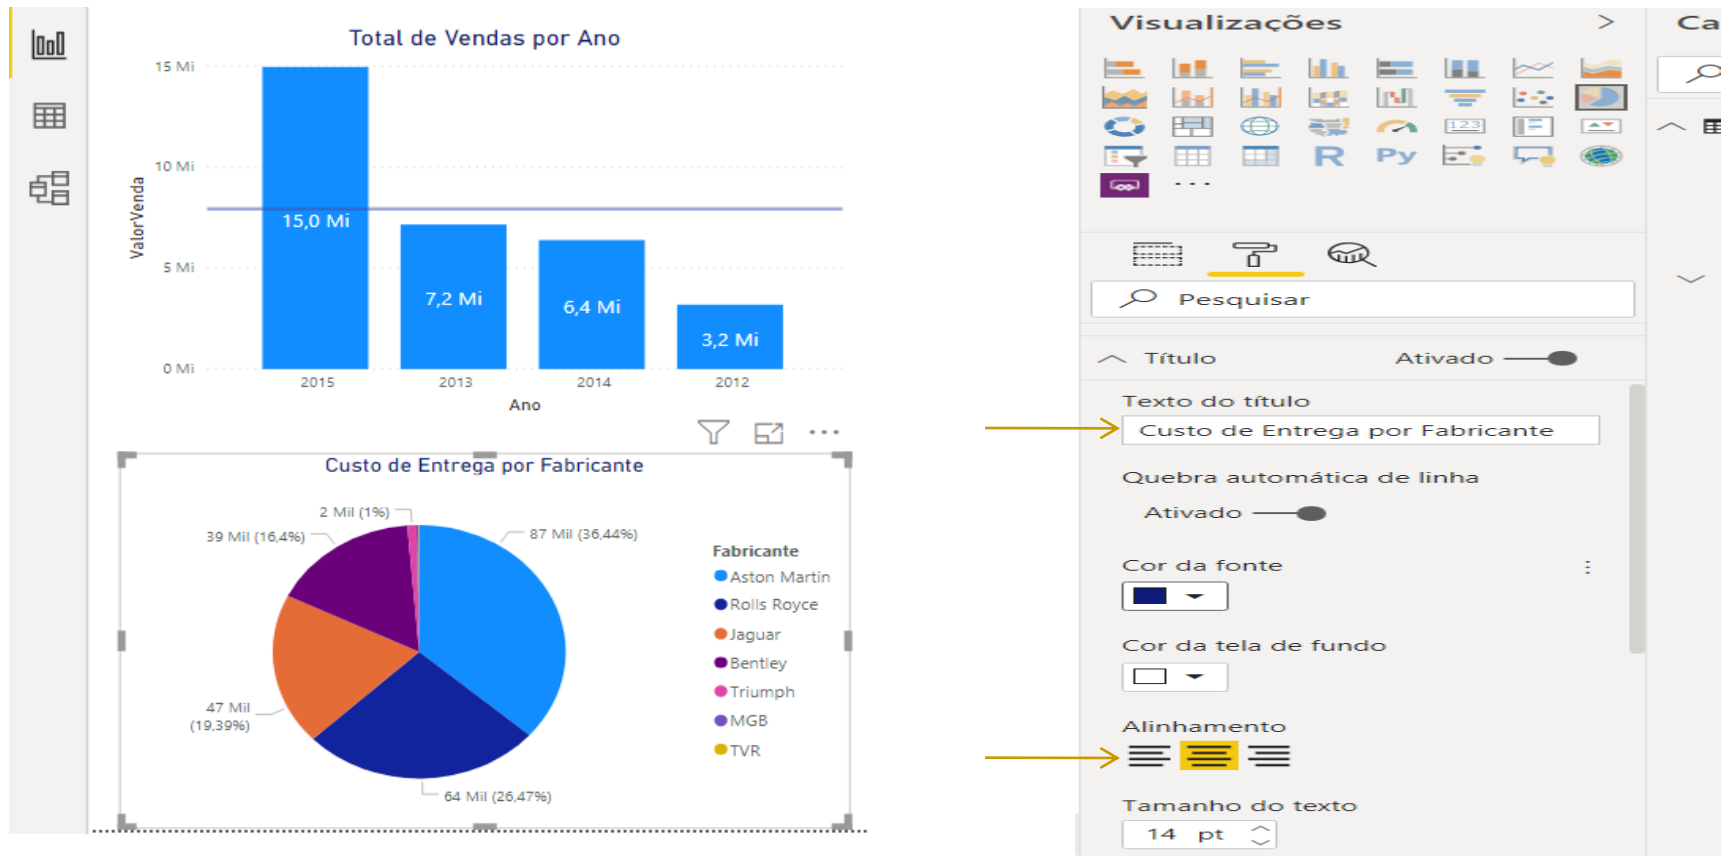 Total de Vendas por Ano
15 Mi
10 Mi
5 Mi
0 Mi
ValorVenda
15,0 Mi
7,2 Mi
6,4 Mi
3,2 Mi
2015
2013
2014
2012
Ano
Custo de Entrega por Fabricante
2 Mil (1%)
39 Mil (16,4%)
87 Mil (36,44%)
47 Mil
(19,39%)
64 Mil (26,47%)
Fabricante
Aston Martin
Rolls Royce
Jaguar
Bentley
Triumph
MGB
TVR
Visualizações
123
R
Py
Pesquisar
Título
Ativado
Texto do título
Custo de Entrega por Fabricante
Quebra automática de linha
Ativado
Cor da fonte
Cor da tela de fundo
Alinhamento
Tamanho do texto
14 pt
Ca